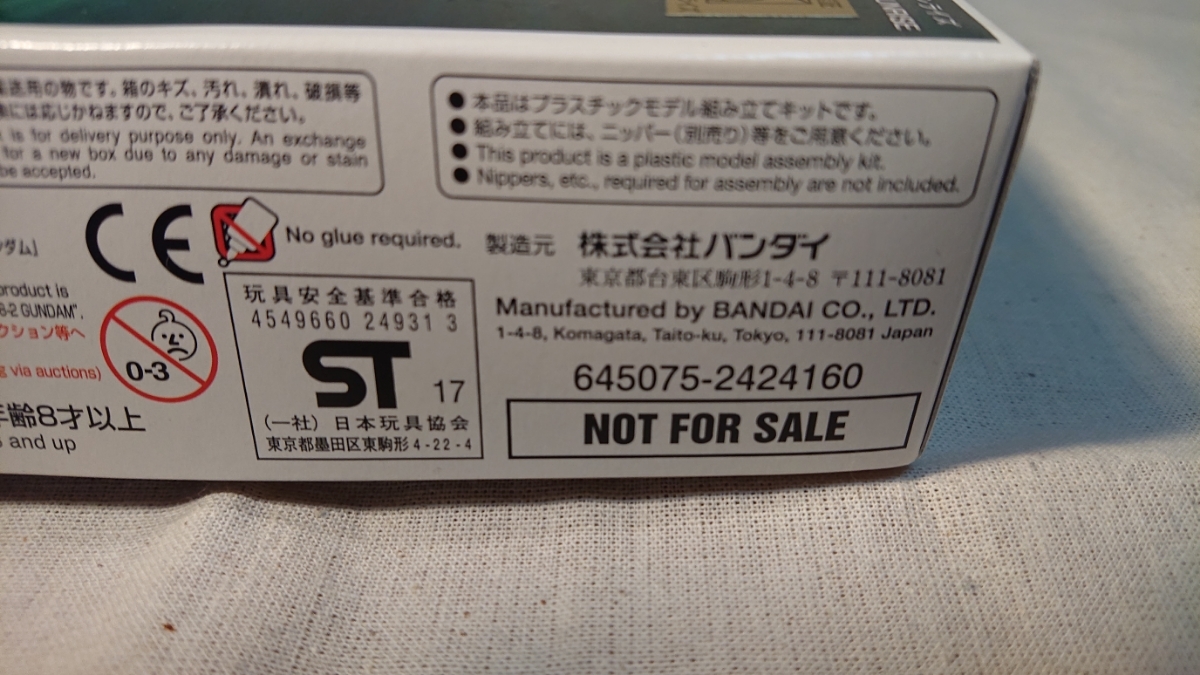 送用の物です。箱のキズ、汚れ、潰れ、破損等
には応じかねますので、ご了承ください。
is for delivery purpose only. An exchange
for a new box due to any damage or stain
be accepted.
● 本品はプラスチックモデル組み立てキットです。
● 組み立てには、ニッパー(別売り)等をご用意ください。
● This product is a plastic model assembly kit.
● Nippers, etc., required for assembly are not included.
ダム]
product is
GUNDAM".
クション等へ
via auctions)
年齢8才以上
and up
CE
0-3
No glue required.
玩具安全基準合格
4549660 24931 3
ST 17
(一社) 日本玩具協会
東京都墨田区東駒形4-22-4
製造元 株式会社バンダイ
東京都台東区駒形1-4-8 〒111-8081
Manufactured by BANDAI CO., LTD.
1-4-8, Komagata, Taito-ku, Tokyo, 111-8081 Japan
645075-2424160
NOT FOR SALE